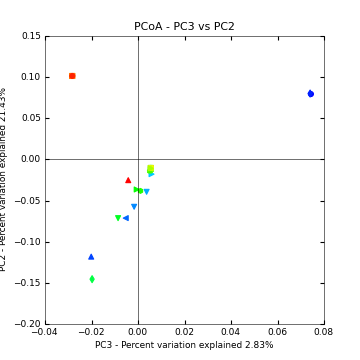 PCoA - PC3 vs PC2
0.15
0.10
0.05
0.00
−0.05
−0.10
−0.15
−0.20
PC2 - Percent variation explained 21.43%
−0.04 −0.02 0.00 0.02 0.04 0.06 0.08
PC3 - Percent variation explained 2.83%